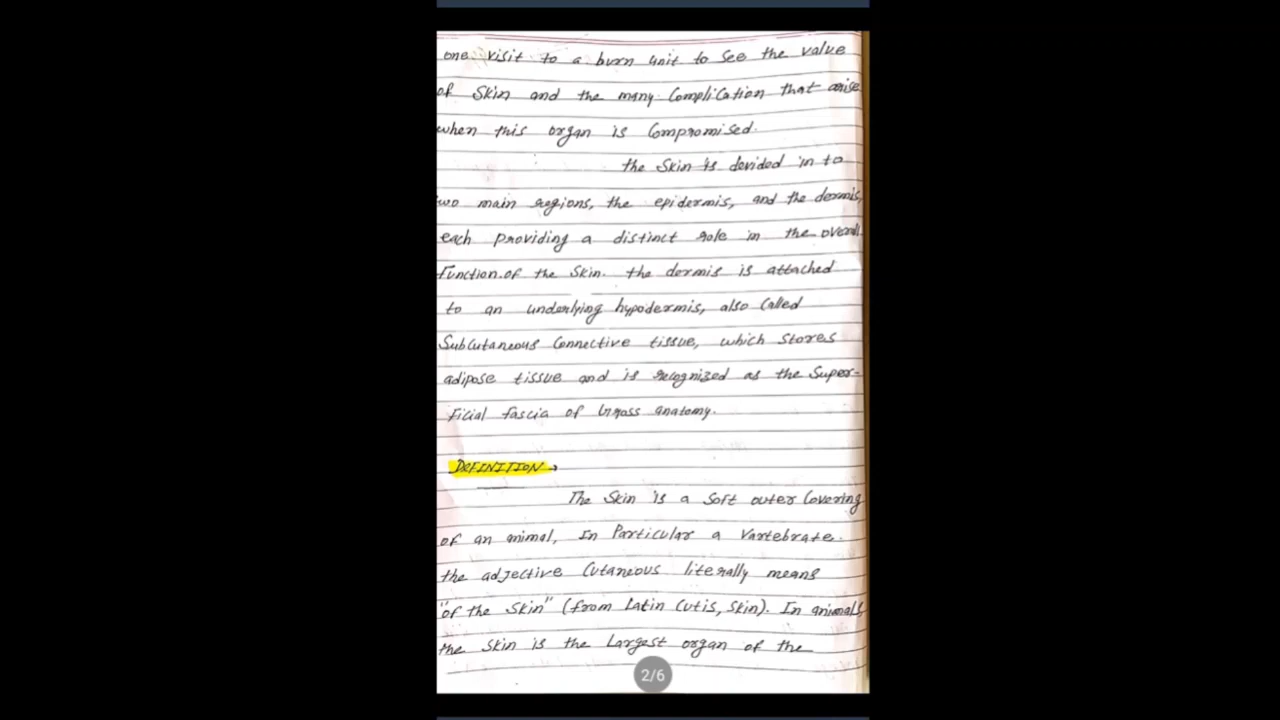 one visit to a burn unit to see the value
of Skin and the many Complication that arise
when this organ is Compromised.
the Skin is devided in to
two main regions, the epidermis, and the dermis,
each providing a distinct role in the overall
function of the Skin. the dermis is attached
to an underlying hypodermis, also Called
Subcutaneous Connective tissue, which stores
adipose tissue and is recognized as the Super-
ficial fascia of Gross anatomy.
DEFINITION →
The Skin is a Soft outer Covering
of an animal, In Particular a Vartebrate.
the adjective Cutaneous literally means
"of the Skin" (from Latin Cutis, Skin). In animals,
the Skin is the Largest organ of the
2/6